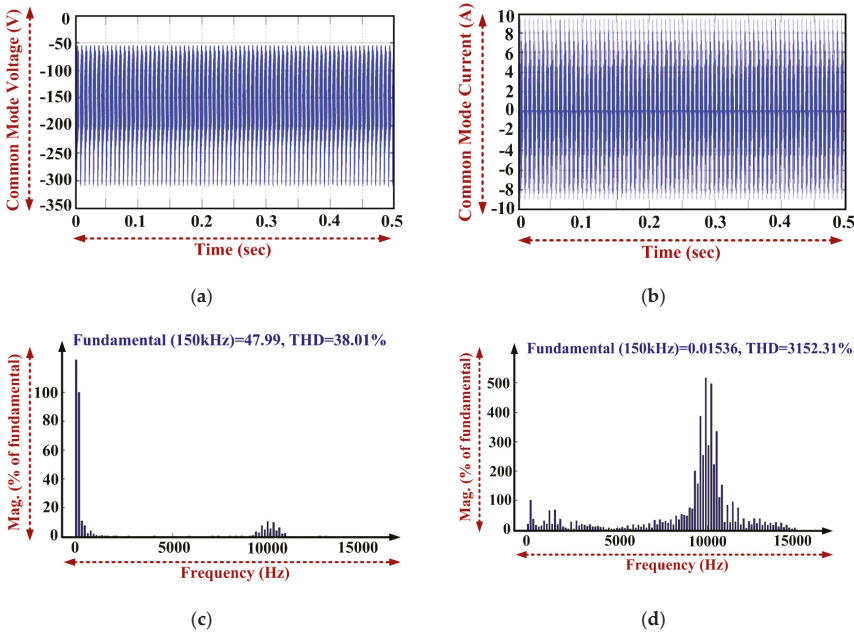 Common Mode Voltage (V)
0
-50
-100
-150
-200
-250
-300
-350
0 0.1 0.2 0.3 0.4 0.5
Time (sec)
(a)
Common Mode Current (A)
10
8
6
4
2
0
-2
-4
-6
-8
-10
0 0.1 0.2 0.3 0.4 0.5
Time (sec)
(b)
Fundamental (150kHz)=47.99, THD=38.01%
Mag. (% of fundamental)
100
80
60
40
20
0
0 5000 10000 15000
Frequency (Hz)
(c)
Fundamental (150kHz)=0.01536, THD=3152.31%
Mag. (% of fundamental)
500
400
300
200
100
0
0 5000 10000 15000
Frequency (Hz)
(d)